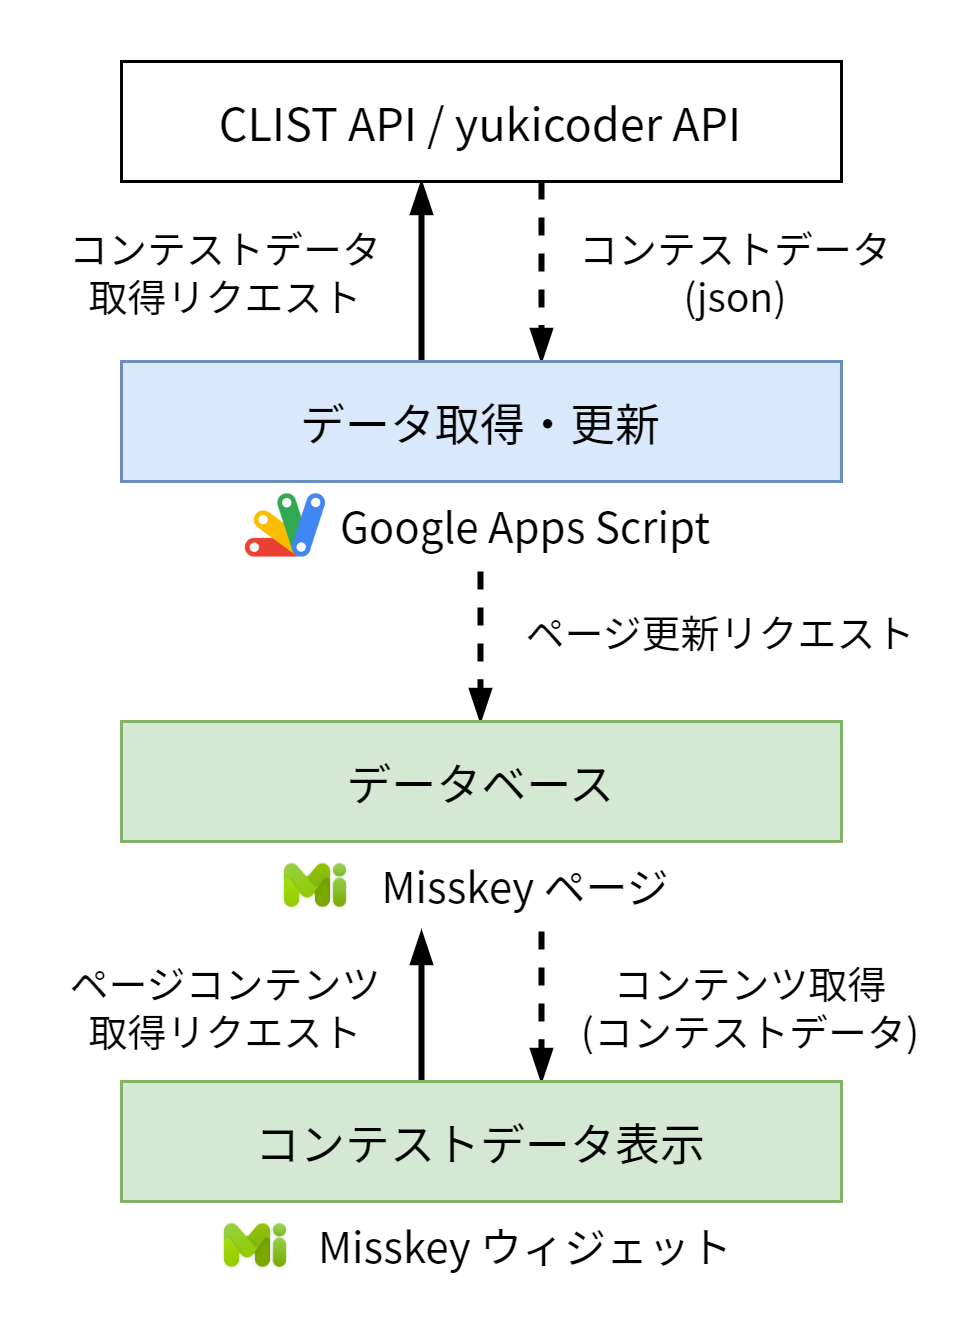 CLIST API / yukicoder API
コンテストデータ
取得リクエスト
コンテストデータ
(json)
データ取得・更新
Google Apps Script
ページ更新リクエスト
データベース
Mi
Misskey ページ
ページコンテンツ
取得リクエスト
コンテンツ取得
(コンテストデータ)
コンテストデータ表示
Mi
Misskey ウィジェット